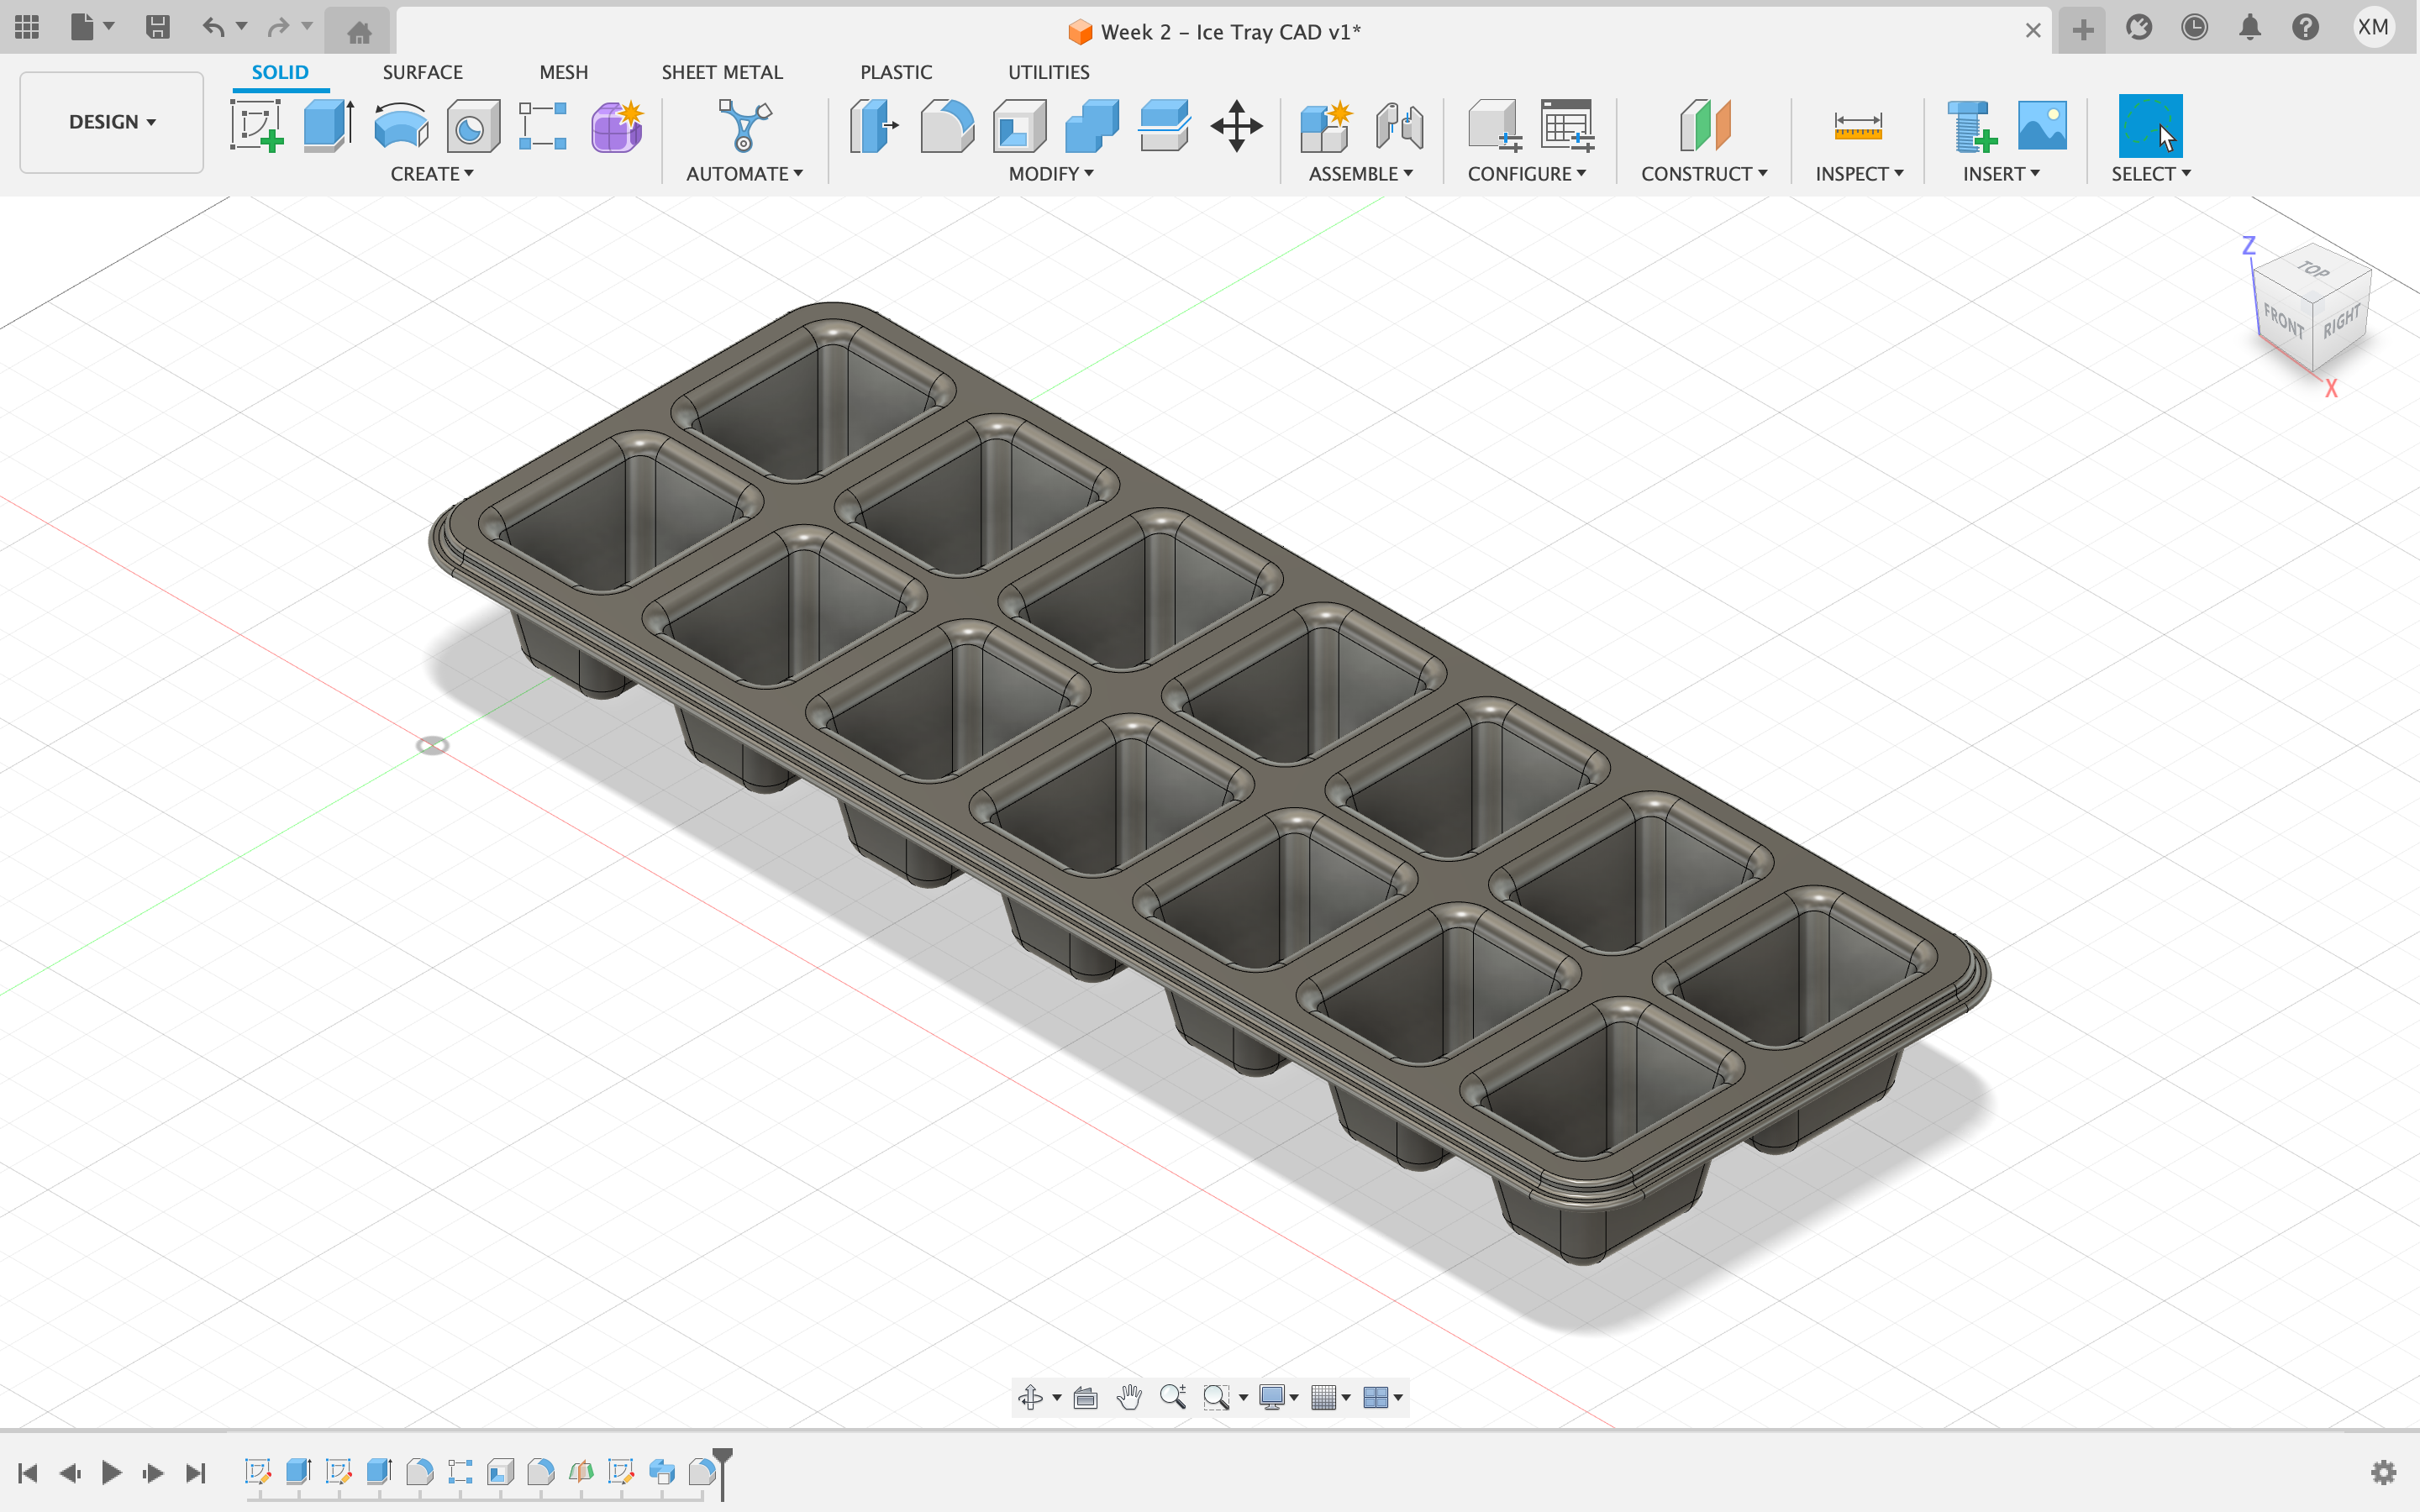 Week 2 – Ice Tray CAD v1*
XM
DESIGN
SOLID SURFACE MESH SHEET METAL PLASTIC UTILITIES
CREATE AUTOMATE MODIFY ASSEMBLE CONFIGURE CONSTRUCT INSPECT INSERT SELECT
Z
TOP
FRONT RIGHT
X